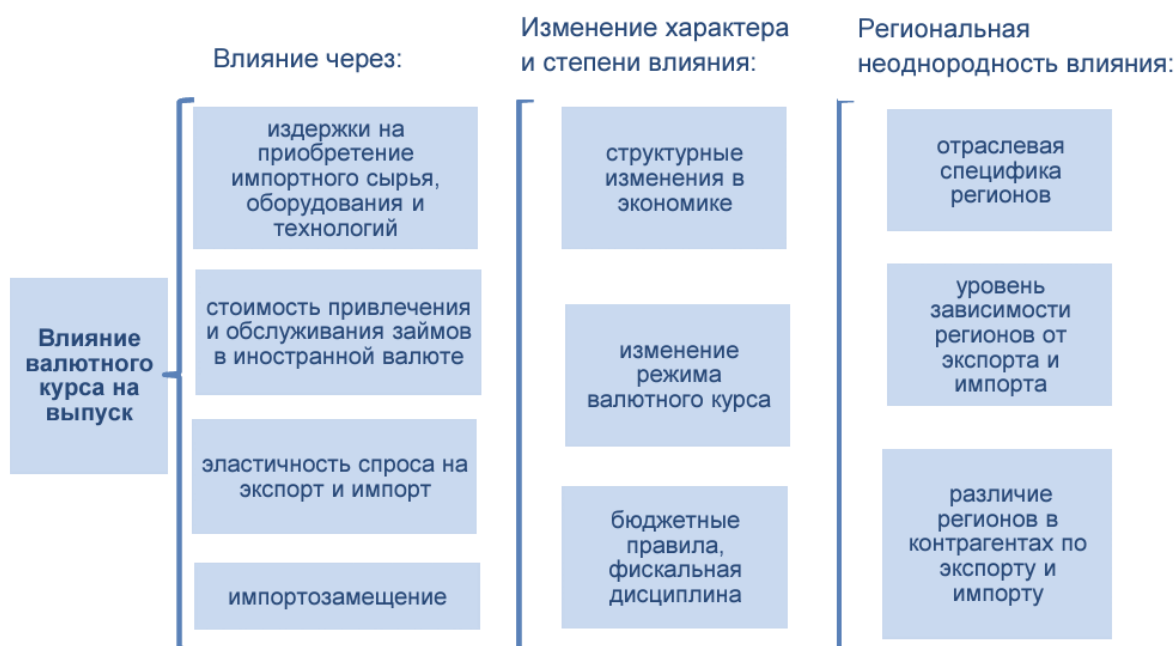 Влияние
валютного
курса на
выпуск
Влияние через:
издержки на
приобретение
импортного сырья,
оборудования и
технологий
стоимость привлечения
и обслуживания займов
в иностранной валюте
эластичность спроса на
экспорт и импорт
импортозамещение
Изменение характера
и степени влияния:
структурные
изменения в
экономике
изменение
режима
валютного курса
бюджетные
правила,
фискальная
дисциплина
Региональная
неоднородность влияния:
отраслевая
специфика
регионов
уровень
зависимости
регионов от
экспорта и
импорта
различие
регионов в
контрагентах по
экспорту и
импорту